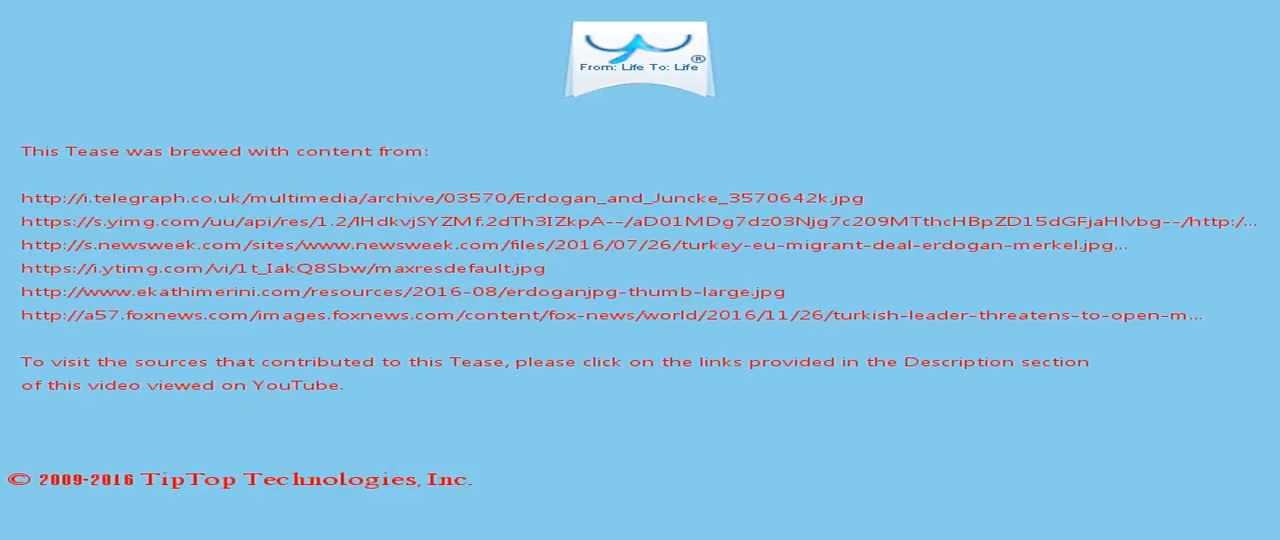 From: Life To: Life ®
This Tease was brewed with content from:
http://i.telegraph.co.uk/multimedia/archive/03570/Erdogan_and_Juncke_3570642k.jpg
https://s.yimg.com/uu/api/res/1.2/lHdkvjSYZMf.2dTh3IZkpA--/aD01MDg7dz03Njg7c209MTthcHBpZD15dGFjaHlvbg--/http:/...
http://s.newsweek.com/sites/www.newsweek.com/files/2016/07/26/turkey-eu-migrant-deal-erdogan-merkel.jpg...
https://i.ytimg.com/vi/1t_IakQ8Sbw/maxresdefault.jpg
http://www.ekathimerini.com/resources/2016-08/erdoganjpg-thumb-large.jpg
http://a57.foxnews.com/images.foxnews.com/content/fox-news/world/2016/11/26/turkish-leader-threatens-to-open-m...
To visit the sources that contributed to this Tease, please click on the links provided in the Description section
of this video viewed on YouTube.
© 2009-2016 TipTop Technologies, Inc.